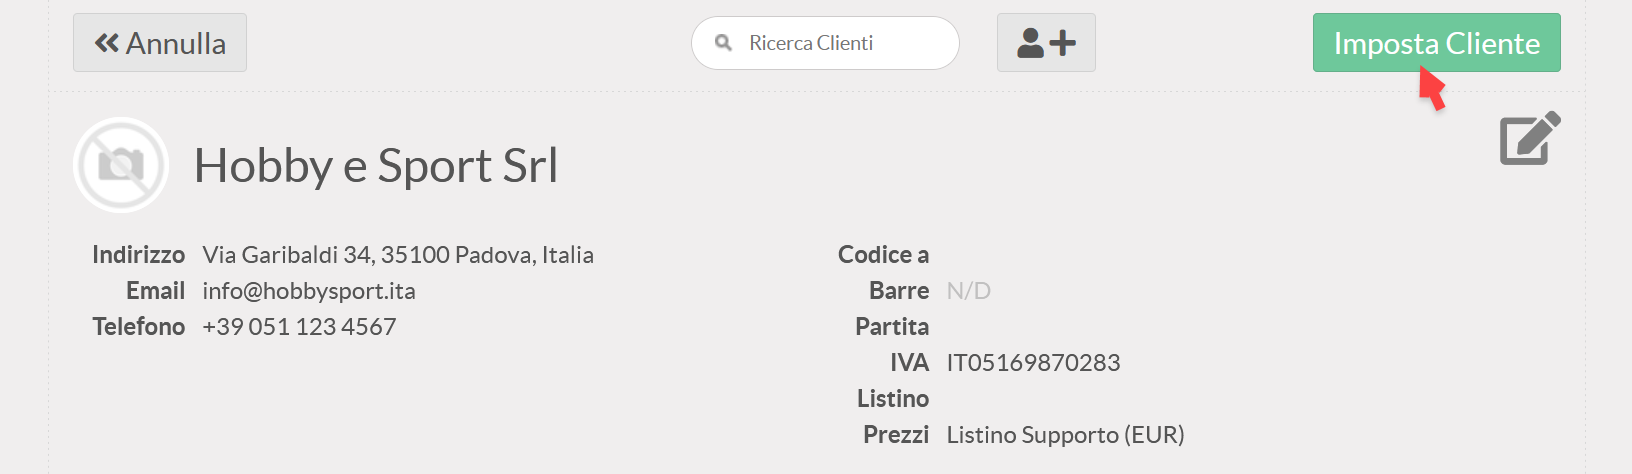 Annulla
Ricerca Clienti
Imposta Cliente
Hobby e Sport Srl
Indirizzo Via Garibaldi 34, 35100 Padova, Italia
Email info@hobbysport.ita
Telefono +39 051 123 4567
Codice a
Barre N/D
Partita
IVA IT05169870283
Listino
Prezzi Listino Supporto (EUR)